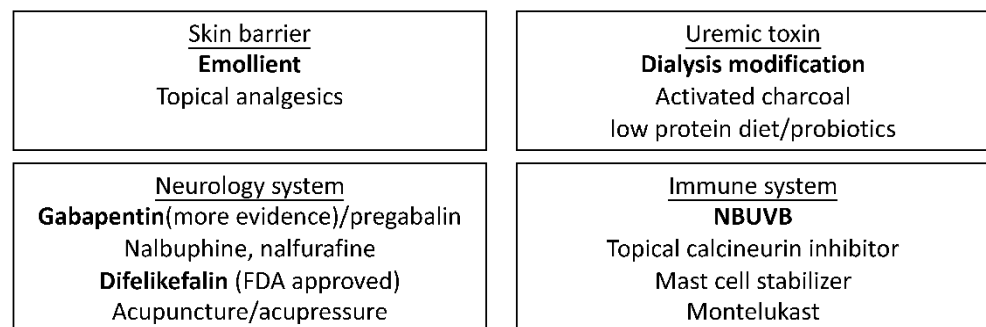 Skin barrier
Emollient
Topical analgesics
Uremic toxin
Dialysis modification
Activated charcoal
low protein diet/probiotics
Neurology system
Gabapentin(more evidence)/pregabalin
Nalbuphine, nalfurafine
Difelikefalin (FDA approved)
Acupuncture/acupressure
Immune system
NBUVB
Topical calcineurin inhibitor
Mast cell stabilizer
Montelukast